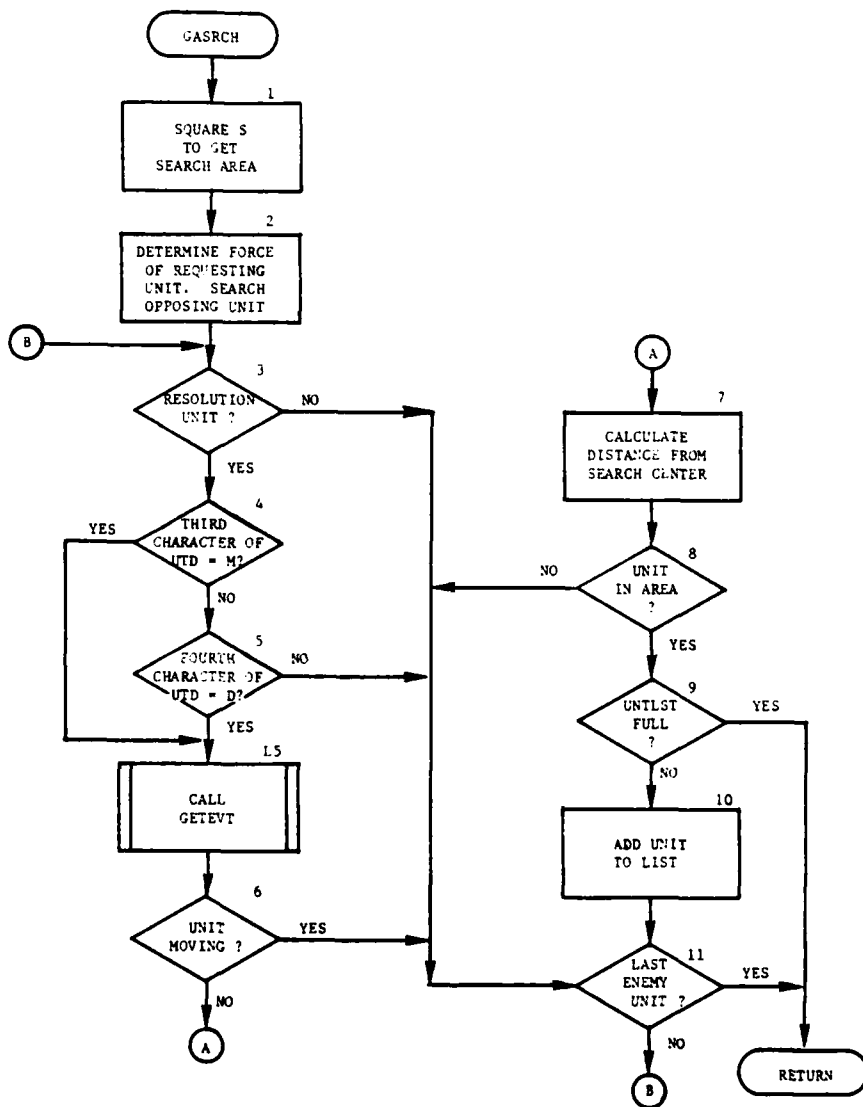 GASRCH
1
SQUARE S
TO GET
SEARCH AREA
2
DETERMINE FORCE
OF REQUESTING
UNIT. SEARCH
OPPOSING UNIT
B
3
RESOLUTION
UNIT ?
NO
YES
4
THIRD
CHARACTER OF
UTD = M?
YES
NO
5
FOURTH
CHARACTER OF
UTD = D?
NO
YES
L5
CALL
GETEVT
6
UNIT
MOVING ?
YES
NO
A
A
7
CALCULATE
DISTANCE FROM
SEARCH CENTER
8
UNIT
IN AREA
?
NO
YES
9
UNTLST
FULL
?
YES
NO
10
ADD UNIT
TO LIST
11
LAST
ENEMY
UNIT ?
YES
NO
B
RETURN